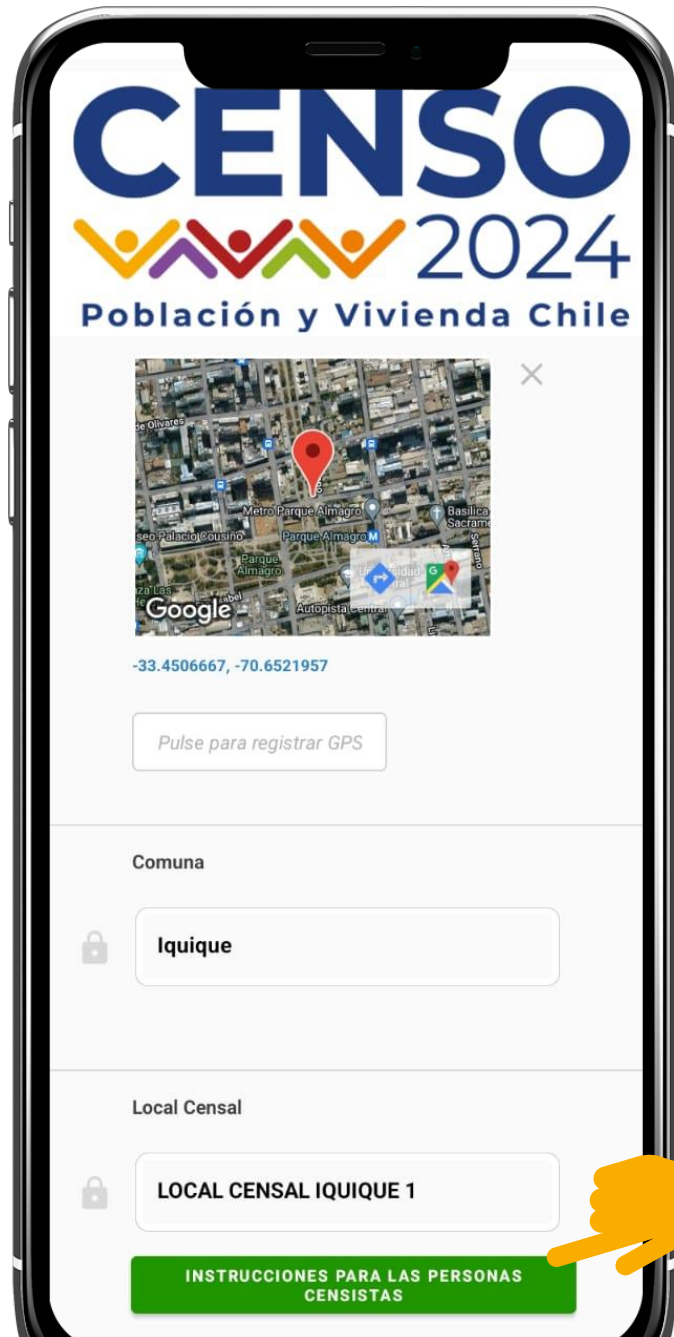 CENSO
2024
Población y Vivienda Chile
de Olivares
Metro Parque Almagro
Basílica
Sacrame
seo Palacio Cousiño
Parque Almagro
Serrano
Parque
Almagro
Google
Autopista Central
-33.4506667, -70.6521957
Pulse para registrar GPS
Comuna
Iquique
Local Censal
LOCAL CENSAL IQUIQUE 1
INSTRUCCIONES PARA LAS PERSONAS
CENSISTAS